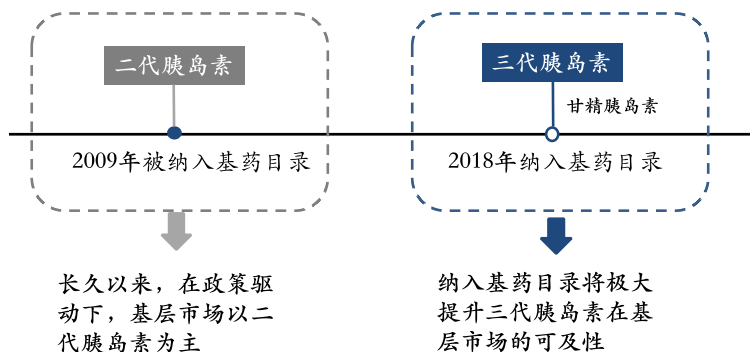 二代胰岛素
三代胰岛素
甘精胰岛素
2009年被纳入基药目录
2018年纳入基药目录
长久以来，在政策驱
动下，基层市场以二
代胰岛素为主
纳入基药目录将极大
提升三代胰岛素在基
层市场的可及性